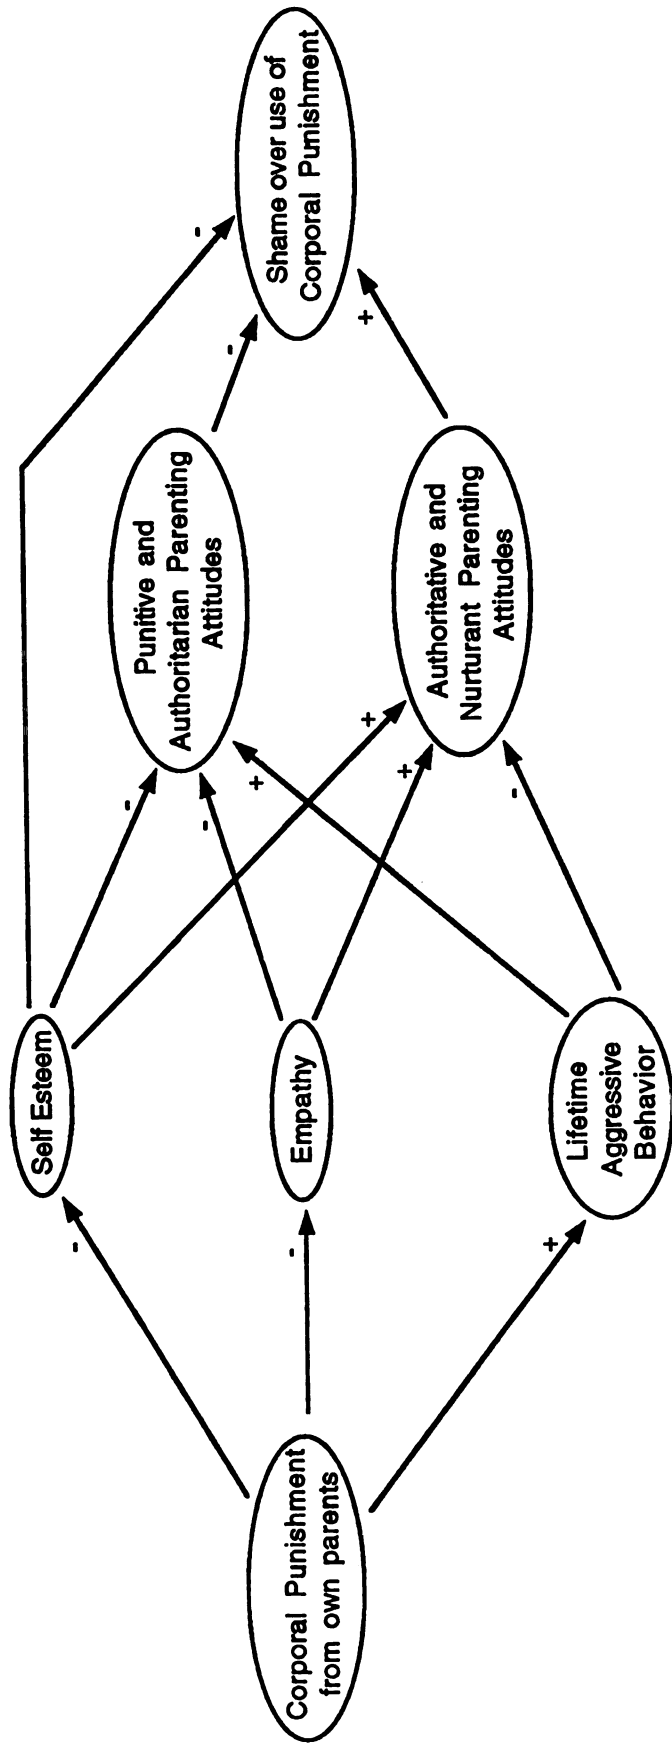 Corporal Punishment
from own parents
-
-
+
Self Esteem
Empathy
Lifetime
Aggressive
Behavior
-
-
+
+
+
-
Punitive and
Authoritarian Parenting
Attitudes
Authoritative and
Nurturant Parenting
Attitudes
-
-
+
Shame over use of
Corporal Punishment